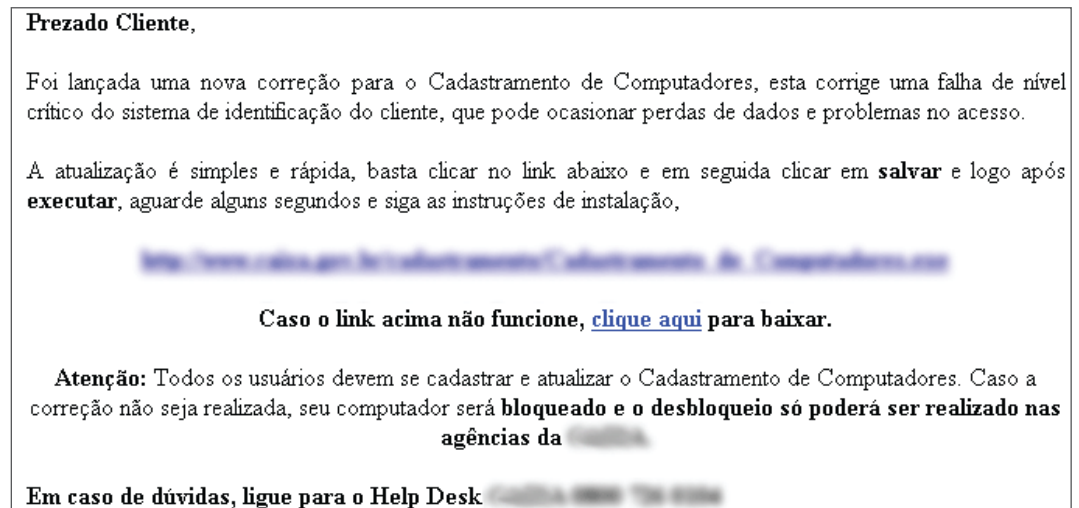 Prezado Cliente,
Foi lançada uma nova correção para o Cadastramento de Computadores, esta corrige uma falha de nível
crítico do sistema de identificação do cliente, que pode ocasionar perdas de dados e problemas no acesso.
A atualização é simples e rápida, basta clicar no link abaixo e em seguida clicar em salvar e logo após
executar, aguarde alguns segundos e siga as instruções de instalação,
Caso o link acima não funcione, clique aqui para baixar.
Atenção: Todos os usuários devem se cadastrar e atualizar o Cadastramento de Computadores. Caso a
correção não seja realizada, seu computador será bloqueado e o desbloqueio só poderá ser realizado nas
agências da
Em caso de dúvidas, ligue para o Help Desk